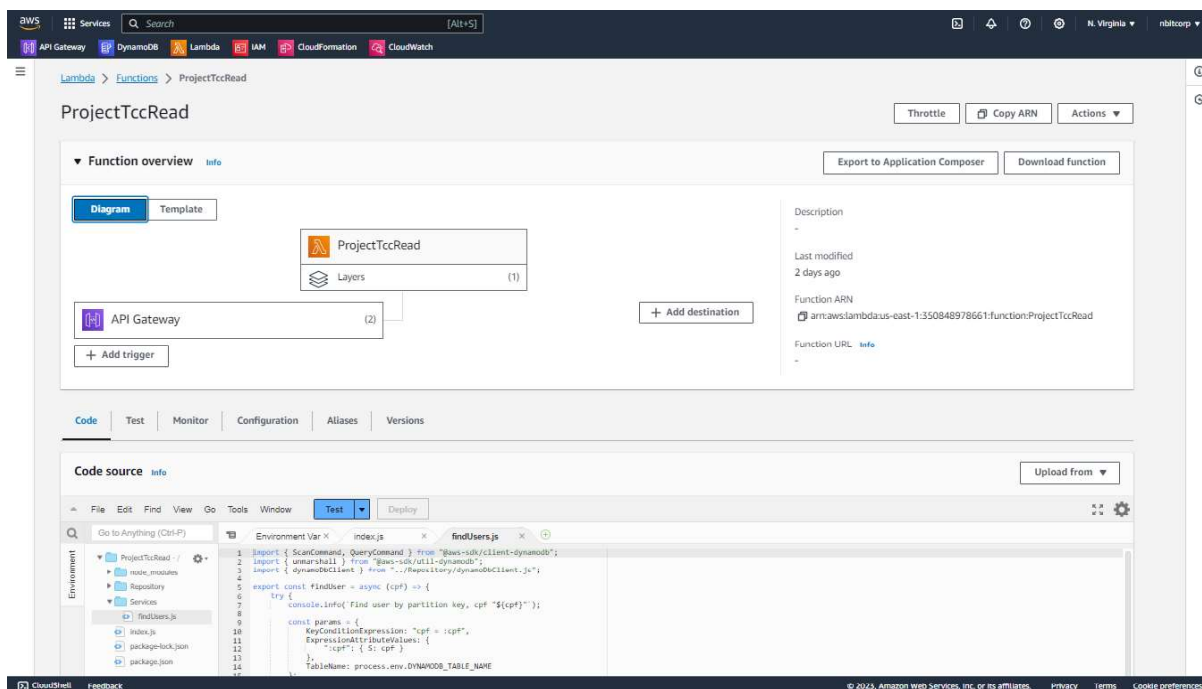 aws Services Search [Alt+S] N. Virginia nbitcorp
API Gateway DynamoDB Lambda IAM CloudFormation CloudWatch
Lambda > Functions > ProjectTccRead
ProjectTccRead
Throttle Copy ARN Actions
Function overview Info
Export to Application Composer Download function
Diagram Template
Description
-
ProjectTccRead
Layers (1)
Last modified
2 days ago
Function ARN
arn:aws:lambda:us-east-1:350848978661:function:ProjectTccRead
API Gateway (2)
+ Add destination
+ Add trigger
Function URL Info
-
Code Test Monitor Configuration Aliases Versions
Code source Info
Upload from
File Edit Find View Go Tools Window Test Deploy
Go to Anything (Ctrl-P)
Environment Var × index.js × findUsers.js ×
Environment
ProjectTccRead - /
node_modules
Repository
Services
findUsers.js
index.js
package-lock.json
package.json
1 import { ScanCommand, QueryCommand } from "@aws-sdk/client-dynamodb";
2 import { unmarshall } from "@aws-sdk/util-dynamodb";
3 import { dynamoDbClient } from "../Repository/dynamoDbClient.js";
4
5 export const findUser = async (cpf) => {
6 try {
7 console.info(`Find user by partition key, cpf "${cpf}"`);
8
9 const params = {
10 KeyConditionExpression: "cpf = :cpf",
11 ExpressionAttributeValues: {
12 ":cpf": { S: cpf }
13 },
14 TableName: process.env.DYNAMODB_TABLE_NAME
CloudShell Feedback © 2023, Amazon Web Services, Inc. or its affiliates. Privacy Terms Cookie preferences